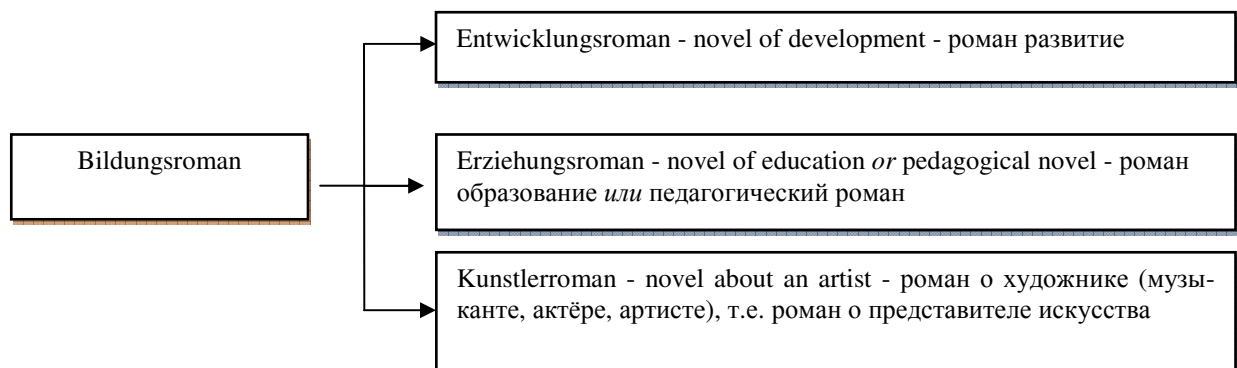 Bildungsroman
Entwicklungsroman - novel of development - роман развитие
Erziehungsroman - novel of education or pedagogical novel - роман
образование или педагогический роман
Kunstlerroman - novel about an artist - роман о художнике (музы-
канте, актёре, артисте), т.е. роман о представителе искусства